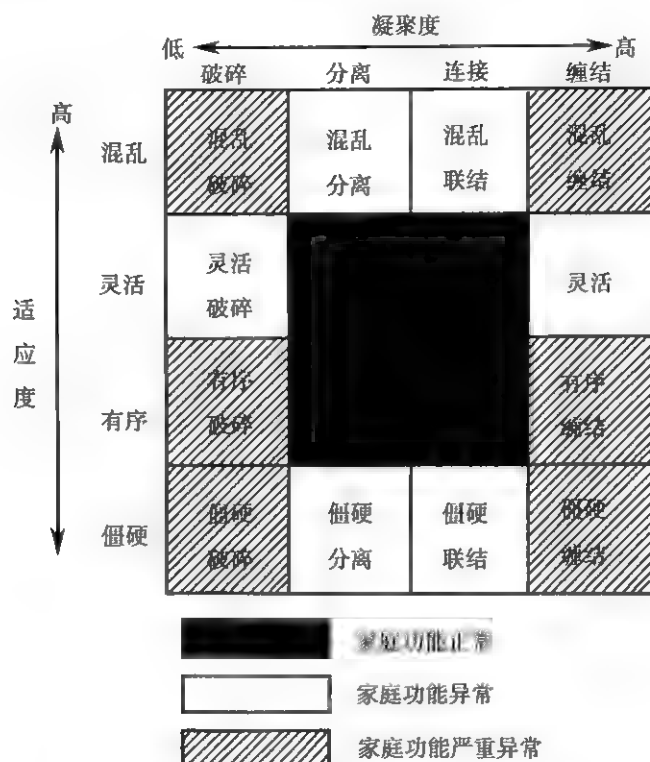 凝聚度
低 高
破碎 分离 连接 缠结
高
混乱
混乱 混乱 混乱 混乱
破碎 分离 联结 缠结
灵活
灵活 灵活
破碎
适应度
有序
有序 有序
破碎 缠结
僵硬
僵硬 僵硬 僵硬 僵硬
破碎 分离 联结 缠结
家庭功能正常
家庭功能异常
家庭功能严重异常